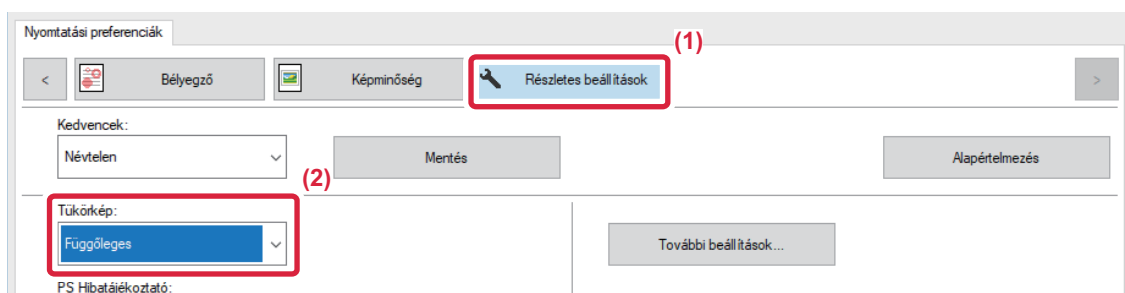 Nyomtatási preferenciák
(1)
< Bélyegző Képminőség Részletes beállítások >
Kedvencek:
Névtelen Mentés Alapértelmezés
(2)
Tükörkép:
Függőleges További beállítások...
PS Hibatájékoztató: